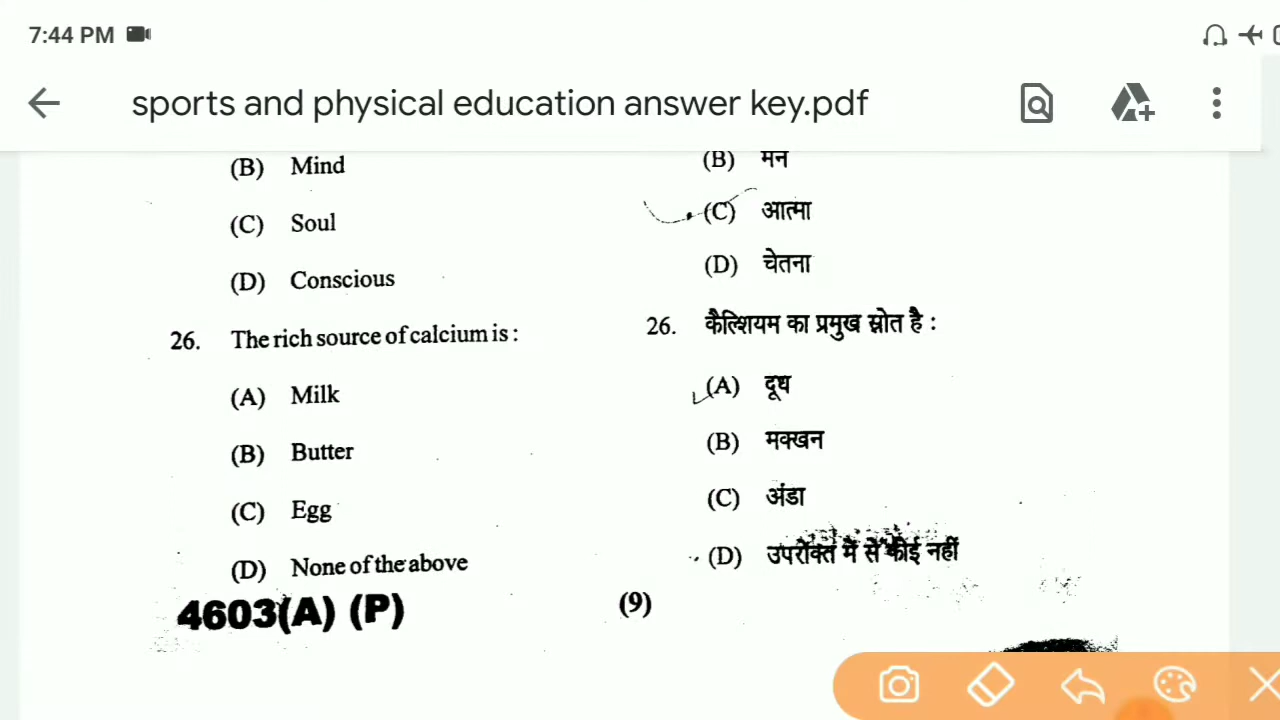 7:44 PM
sports and physical education answer key.pdf
(B) Mind
(C) Soul
(D) Conscious
26. The rich source of calcium is :
(A) Milk
(B) Butter
(C) Egg
(D) None of the above
4603(A) (P)
(B) मन
(C) आत्मा
(D) चेतना
26. कैल्शियम का प्रमुख स्रोत है :
(A) दूध
(B) मक्खन
(C) अंडा
(D) उपरोक्त में से कोई नहीं
(9)